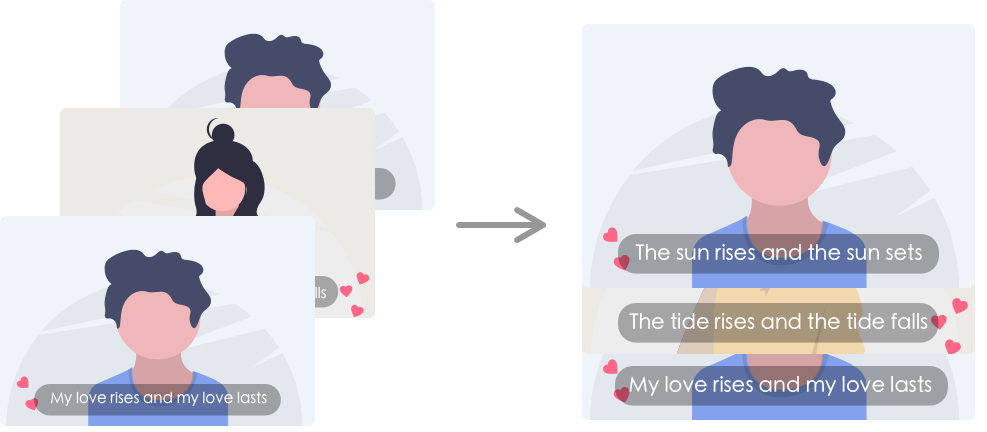 lls
My love rises and my love lasts
The sun rises and the sun sets
The tide rises and the tide falls
My love rises and my love lasts